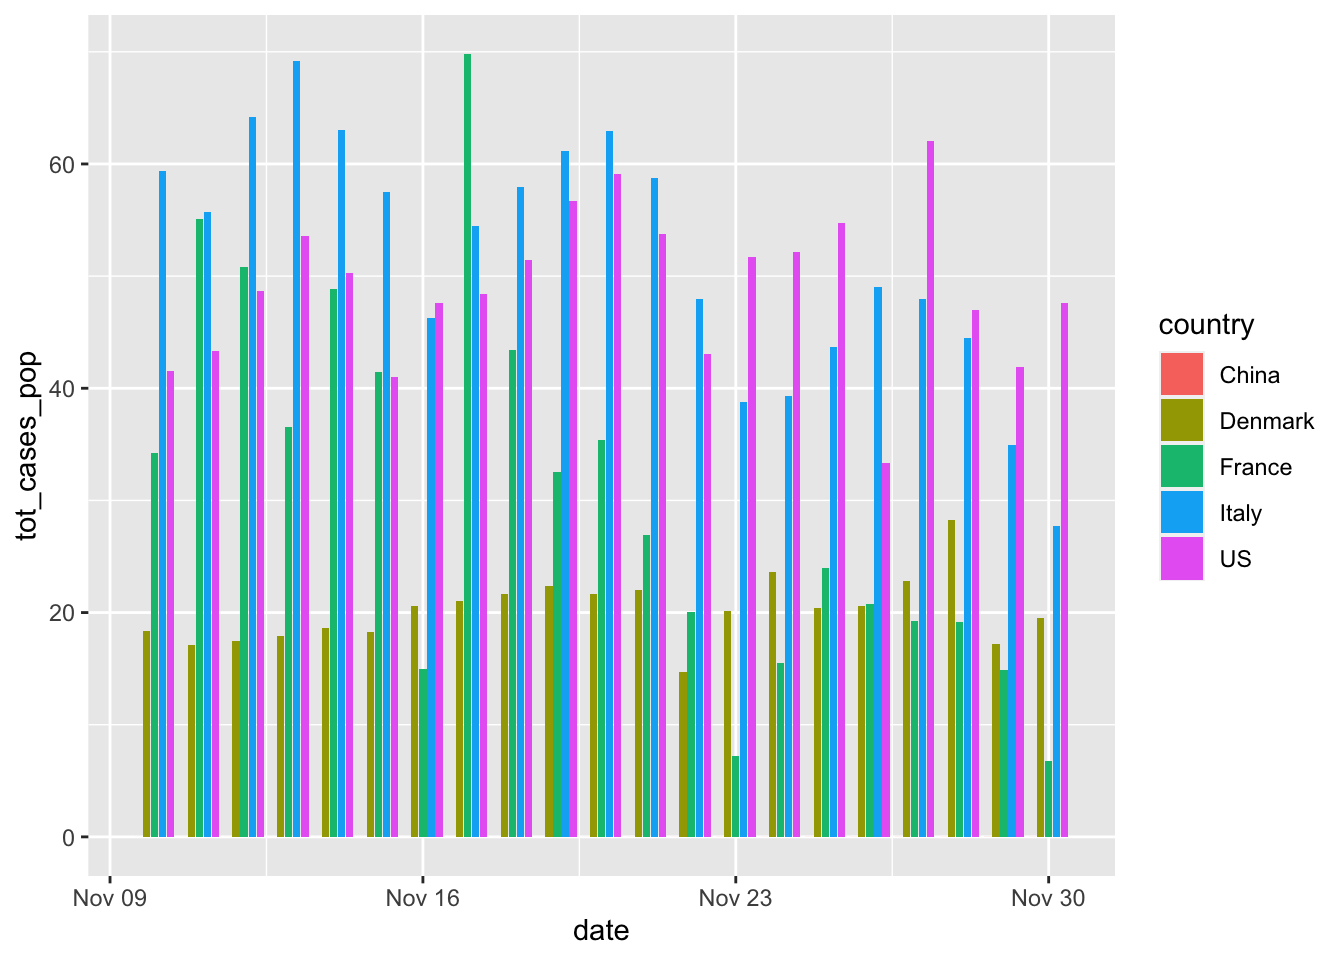 60
40
20
0
tot_cases_pop
Nov 09
Nov 16
Nov 23
Nov 30
date
country
China
Denmark
France
Italy
US